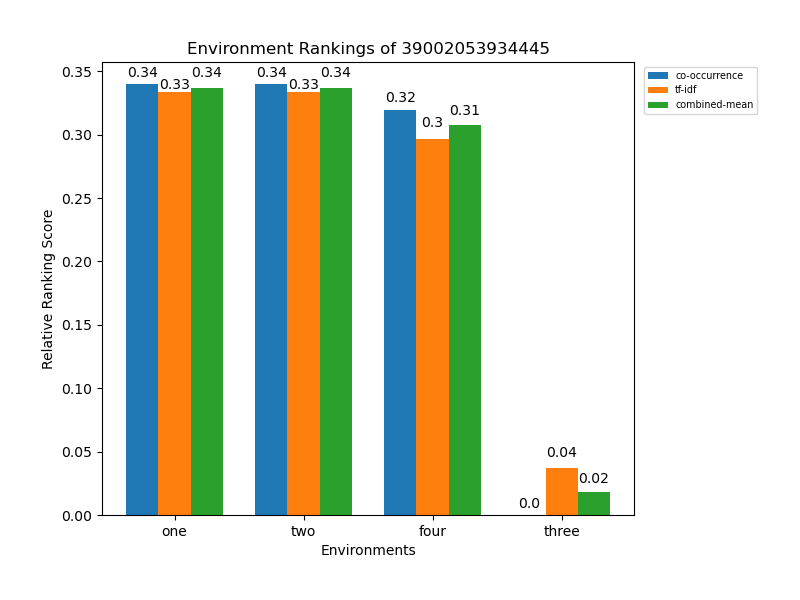 Environment Rankings of 39002053934445
co-occurrence
tf-idf
combined-mean
0.34 0.33 0.34
0.34 0.33 0.34
0.32 0.3 0.31
0.0 0.04 0.02
0.35
0.30
0.25
0.20
0.15
0.10
0.05
0.00
Relative Ranking Score
one two four three
Environments